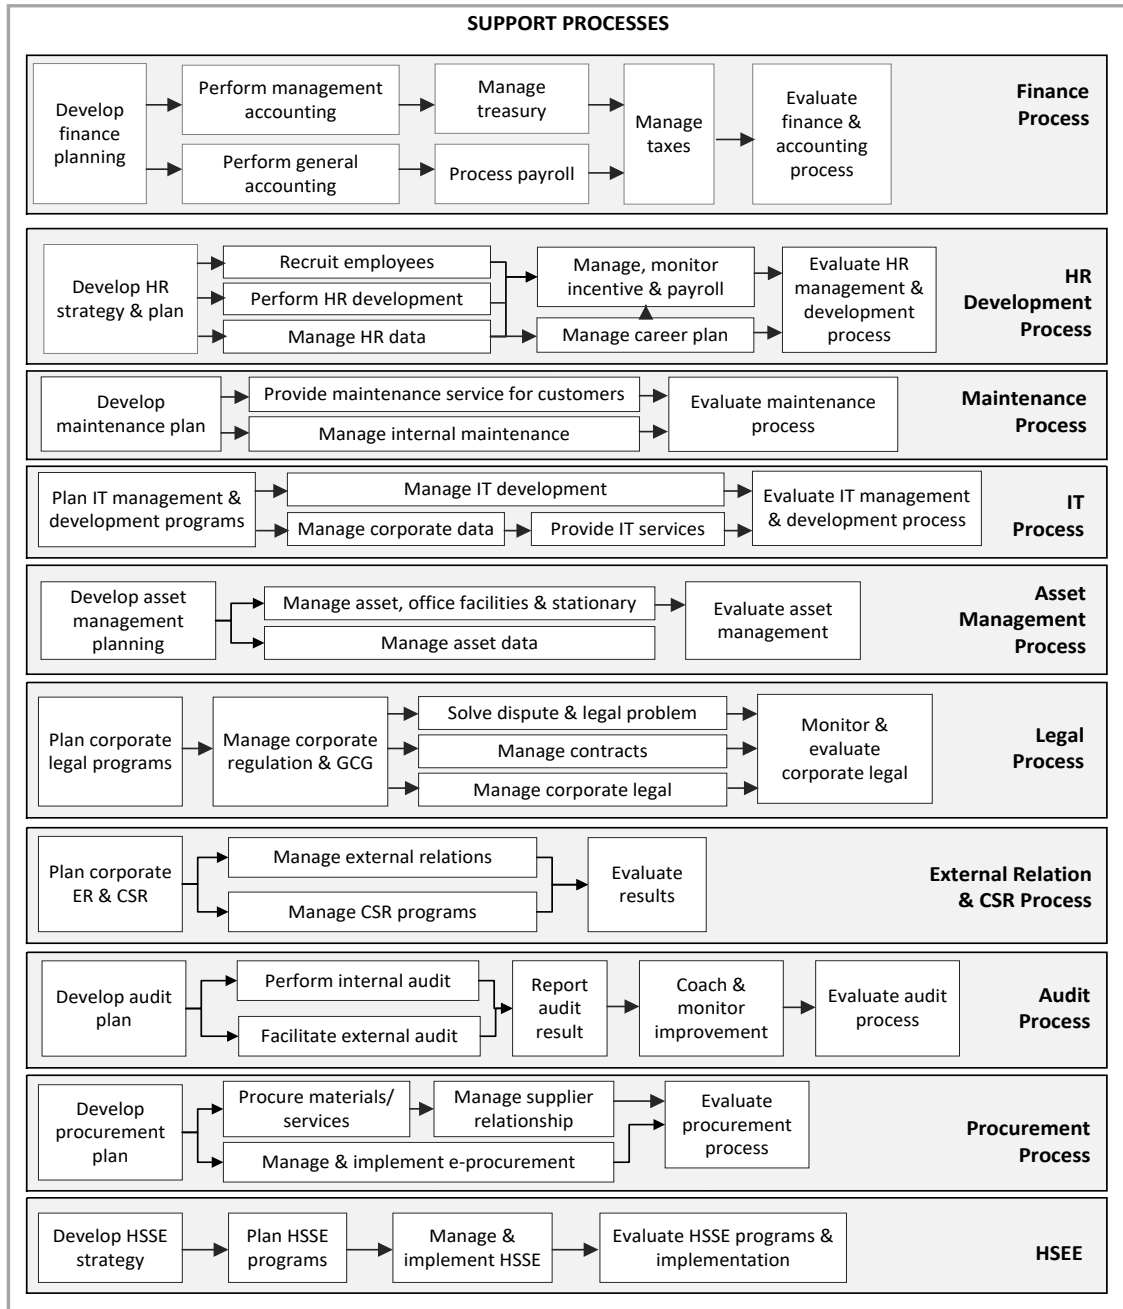 SUPPORT PROCESSES
Develop
finance
planning
Perform management
accounting
Perform general
accounting
Manage
treasury
Process payroll
Manage
taxes
Evaluate
finance &
accounting
process
Finance
Process
Develop HR
strategy & plan
Recruit employees
Perform HR development
Manage HR data
Manage, monitor
incentive & payroll
Manage career plan
Evaluate HR
management &
development
process
HR
Development
Process
Develop
maintenance plan
Provide maintenance service for customers
Manage internal maintenance
Evaluate maintenance
process
Maintenance
Process
Plan IT management &
development programs
Manage IT development
Manage corporate data
Provide IT services
Evaluate IT management
& development process
IT
Process
Develop asset
management
planning
Manage asset, office facilities & stationary
Manage asset data
Evaluate asset
management
Asset
Management
Process
Plan corporate
legal programs
Manage corporate
regulation & GCG
Solve dispute & legal problem
Manage contracts
Manage corporate legal
Monitor &
evaluate
corporate legal
Legal
Process
Plan corporate
ER & CSR
Manage external relations
Manage CSR programs
Evaluate
results
External Relation
& CSR Process
Develop audit
plan
Perform internal audit
Facilitate external audit
Report
audit
result
Coach &
monitor
improvement
Evaluate audit
process
Audit
Process
Develop
procurement
plan
Procure materials/
services
Manage supplier
relationship
Manage & implement e-procurement
Evaluate
procurement
process
Procurement
Process
Develop HSSE
strategy
Plan HSSE
programs
Manage &
implement HSSE
Evaluate HSSE programs &
implementation
HSEE